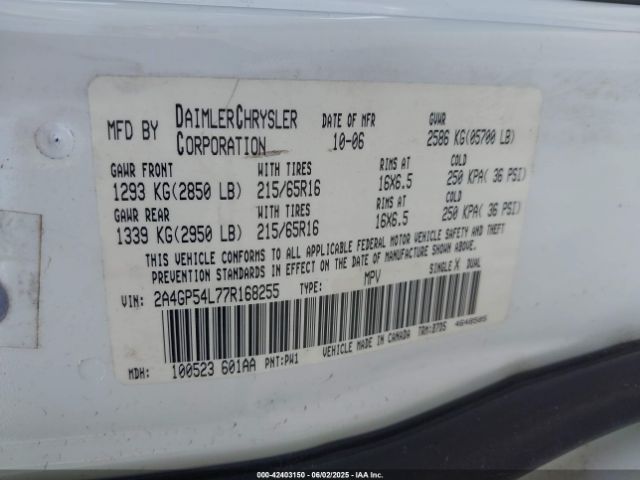 MFD BY DAIMLERCHRYSLER CORPORATION DATE OF MFR 10-06 GVWR 2586 KG(05700 LB)
GAWR FRONT WITH TIRES RIMS AT COLD
1293 KG(2850 LB) 215/65R16 16X6.5 250 KPA( 36 PSI)
GAWR REAR WITH TIRES RIMS AT COLD
1339 KG(2950 LB) 215/65R16 16X6.5 250 KPA( 36 PSI)
THIS VEHICLE CONFORMS TO ALL APPLICABLE FEDERAL MOTOR VEHICLE SAFETY AND THEFT
PREVENTION STANDARDS IN EFFECT ON THE DATE OF MANUFACTURE SHOWN ABOVE.
VIN: 2A4GP54L77R168255 TYPE: MPV SINGLE X DUAL
VEHICLE MADE IN CANADA TRM:B7D5 4648505
MDH: 100523 601AA PNT:PW1
000-42403150 - 06/02/2025 - IAA Inc.